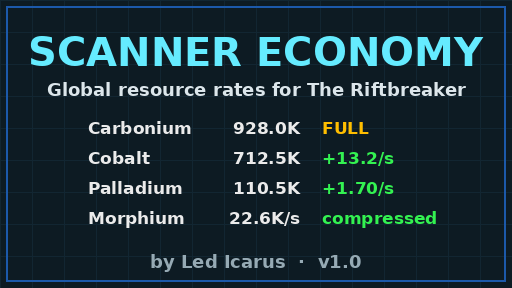 SCANNER ECONOMY
Global resource rates for The Riftbreaker
Carbonium 928.0K FULL
Cobalt 712.5K +13.2/s
Palladium 110.5K +1.70/s
Morphium 22.6K/s compressed
by Led Icarus · v1.0